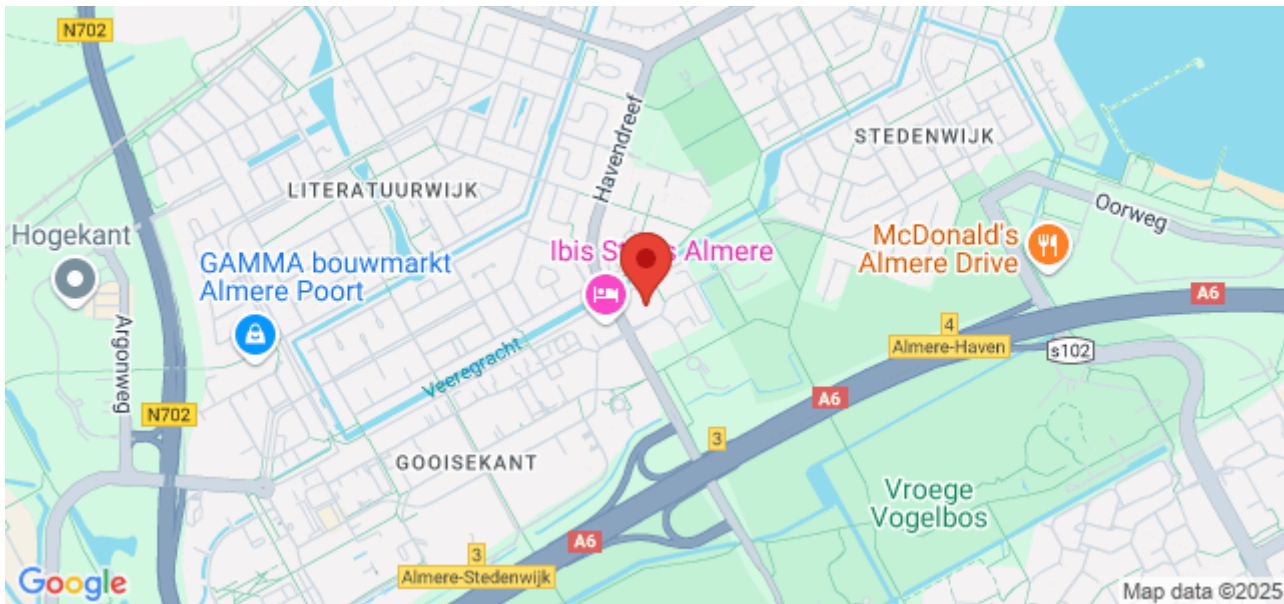 N702
Havendreef
STEDENWIJK
LITERATUURWIJK
Oorweg
Hogekant
McDonald's
Almere Drive
Ibis S s Almere
GAMMA bouwmarkt
Almere Poort
A6
Argonweg
4
Almere-Haven
s102
Veeregracht
A6
N702
3
GOOISEKANT
Vroege
Vogelbos
A6
3
Almere-Stedenwijk
Google
Map data ©2025